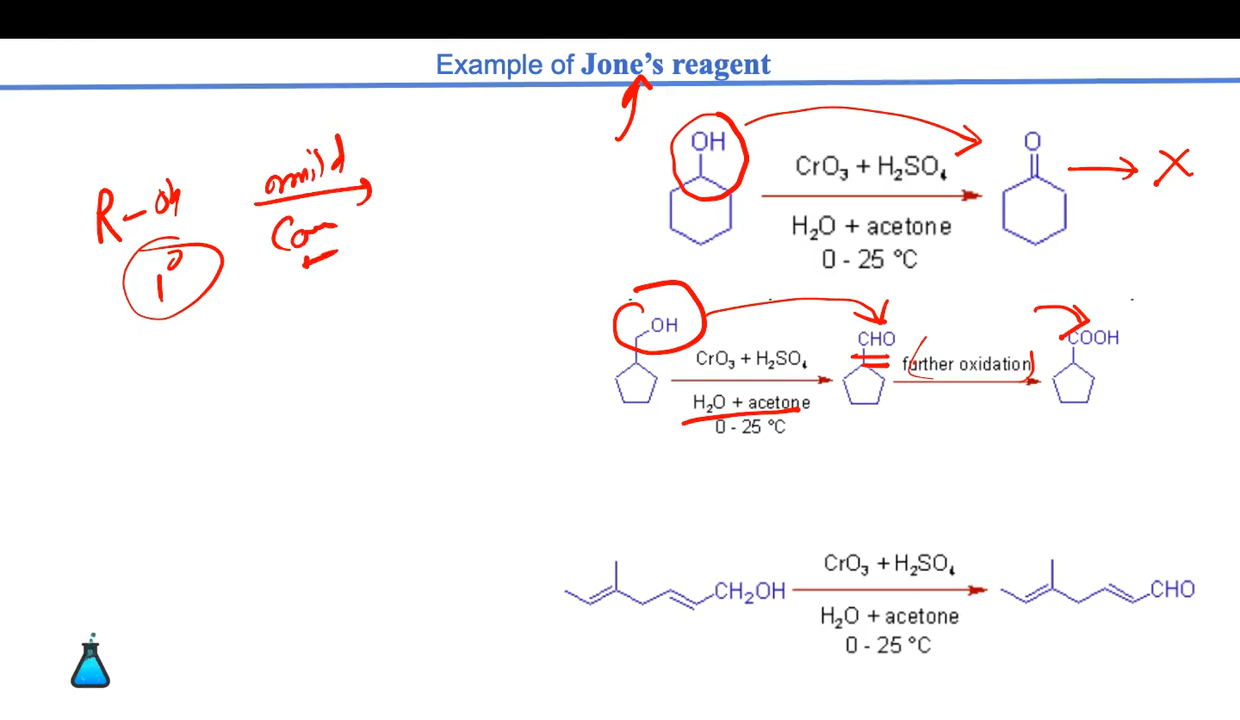 Example of Jone's reagent
R-OH
1°
mild
OH
CrO₃ + H₂SO₄
H₂O + acetone
0 - 25 °C
O
X
OH
CrO₃ + H₂SO₄
H₂O + acetone
0 - 25 °C
CHO
further oxidation
COOH
CH₂OH
CrO₃ + H₂SO₄
H₂O + acetone
0 - 25 °C
CHO